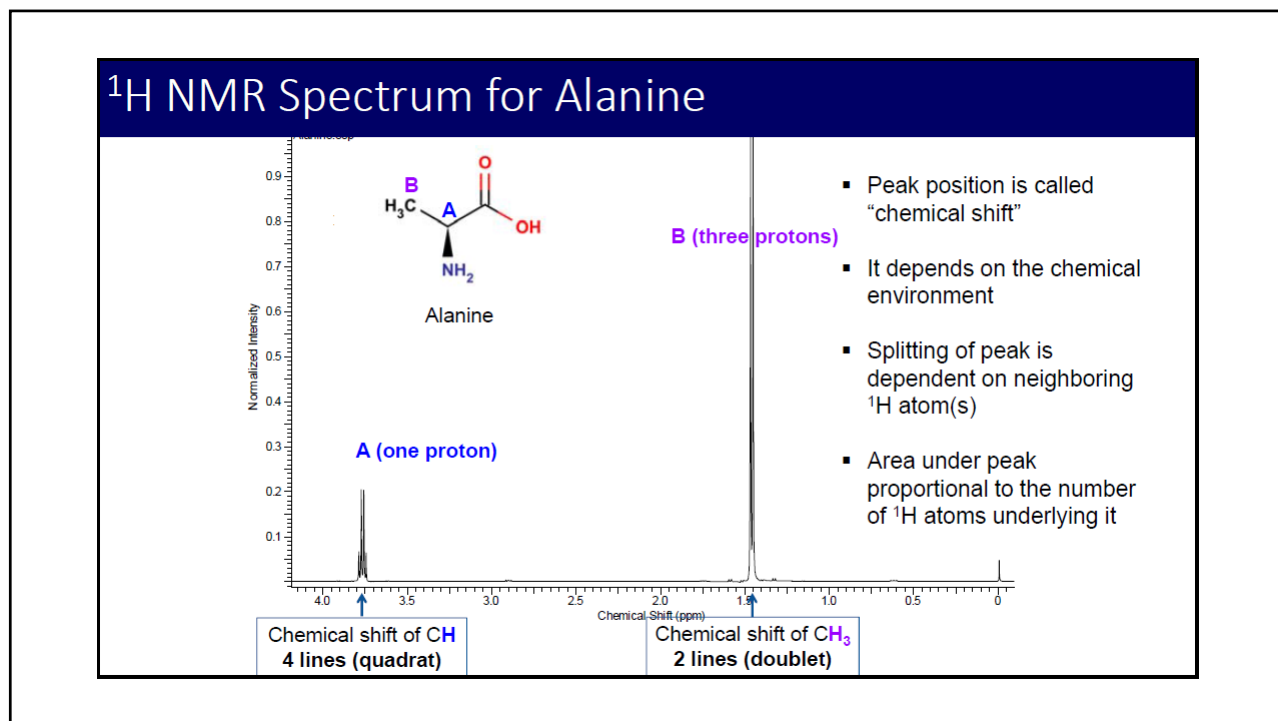 ¹H NMR Spectrum for Alanine
0.9
0.8
0.7
0.6
0.5
0.4
0.3
0.2
0.1
Normalized Intensity
B
H₃C
A
O
OH
NH₂
Alanine
A (one proton)
B (three protons)
4.0 3.5 3.0 2.5 2.0 1.5 1.0 0.5 0
Chemical Shift (ppm)
Chemical shift of CH
4 lines (quadrat)
Chemical shift of CH₃
2 lines (doublet)
▪ Peak position is called
“chemical shift”
▪ It depends on the chemical
environment
▪ Splitting of peak is
dependent on neighboring
¹H atom(s)
▪ Area under peak
proportional to the number
of ¹H atoms underlying it